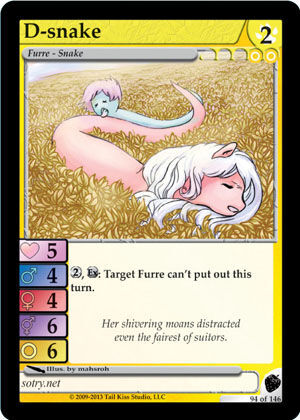 D-snake
2
Furre - Snake
5
4
4
6
6
2, : Target Furre can't put out this
turn.
Her shivering moans distracted
even the fairest of suitors.
Illus. by mahsroh
sotry.net
94 of 146
© 2009-2013 Tail Kiss Studio, LLC